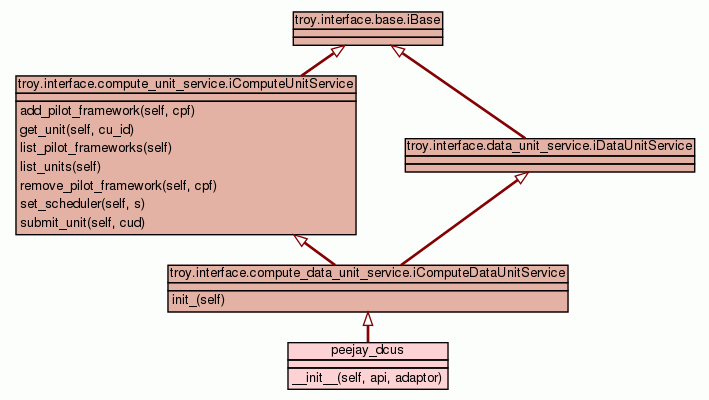 troy.interface.base.iBase
troy.interface.compute_unit_service.iComputeUnitService
add_pilot_framework(self, cpf)
get_unit(self, cu_id)
list_pilot_frameworks(self)
list_units(self)
remove_pilot_framework(self, cpf)
set_scheduler(self, s)
submit_unit(self, cud)
troy.interface.data_unit_service.iDataUnitService
troy.interface.compute_data_unit_service.iComputeDataUnitService
init_(self)
peejay_dcus
__init__(self, api, adaptor)